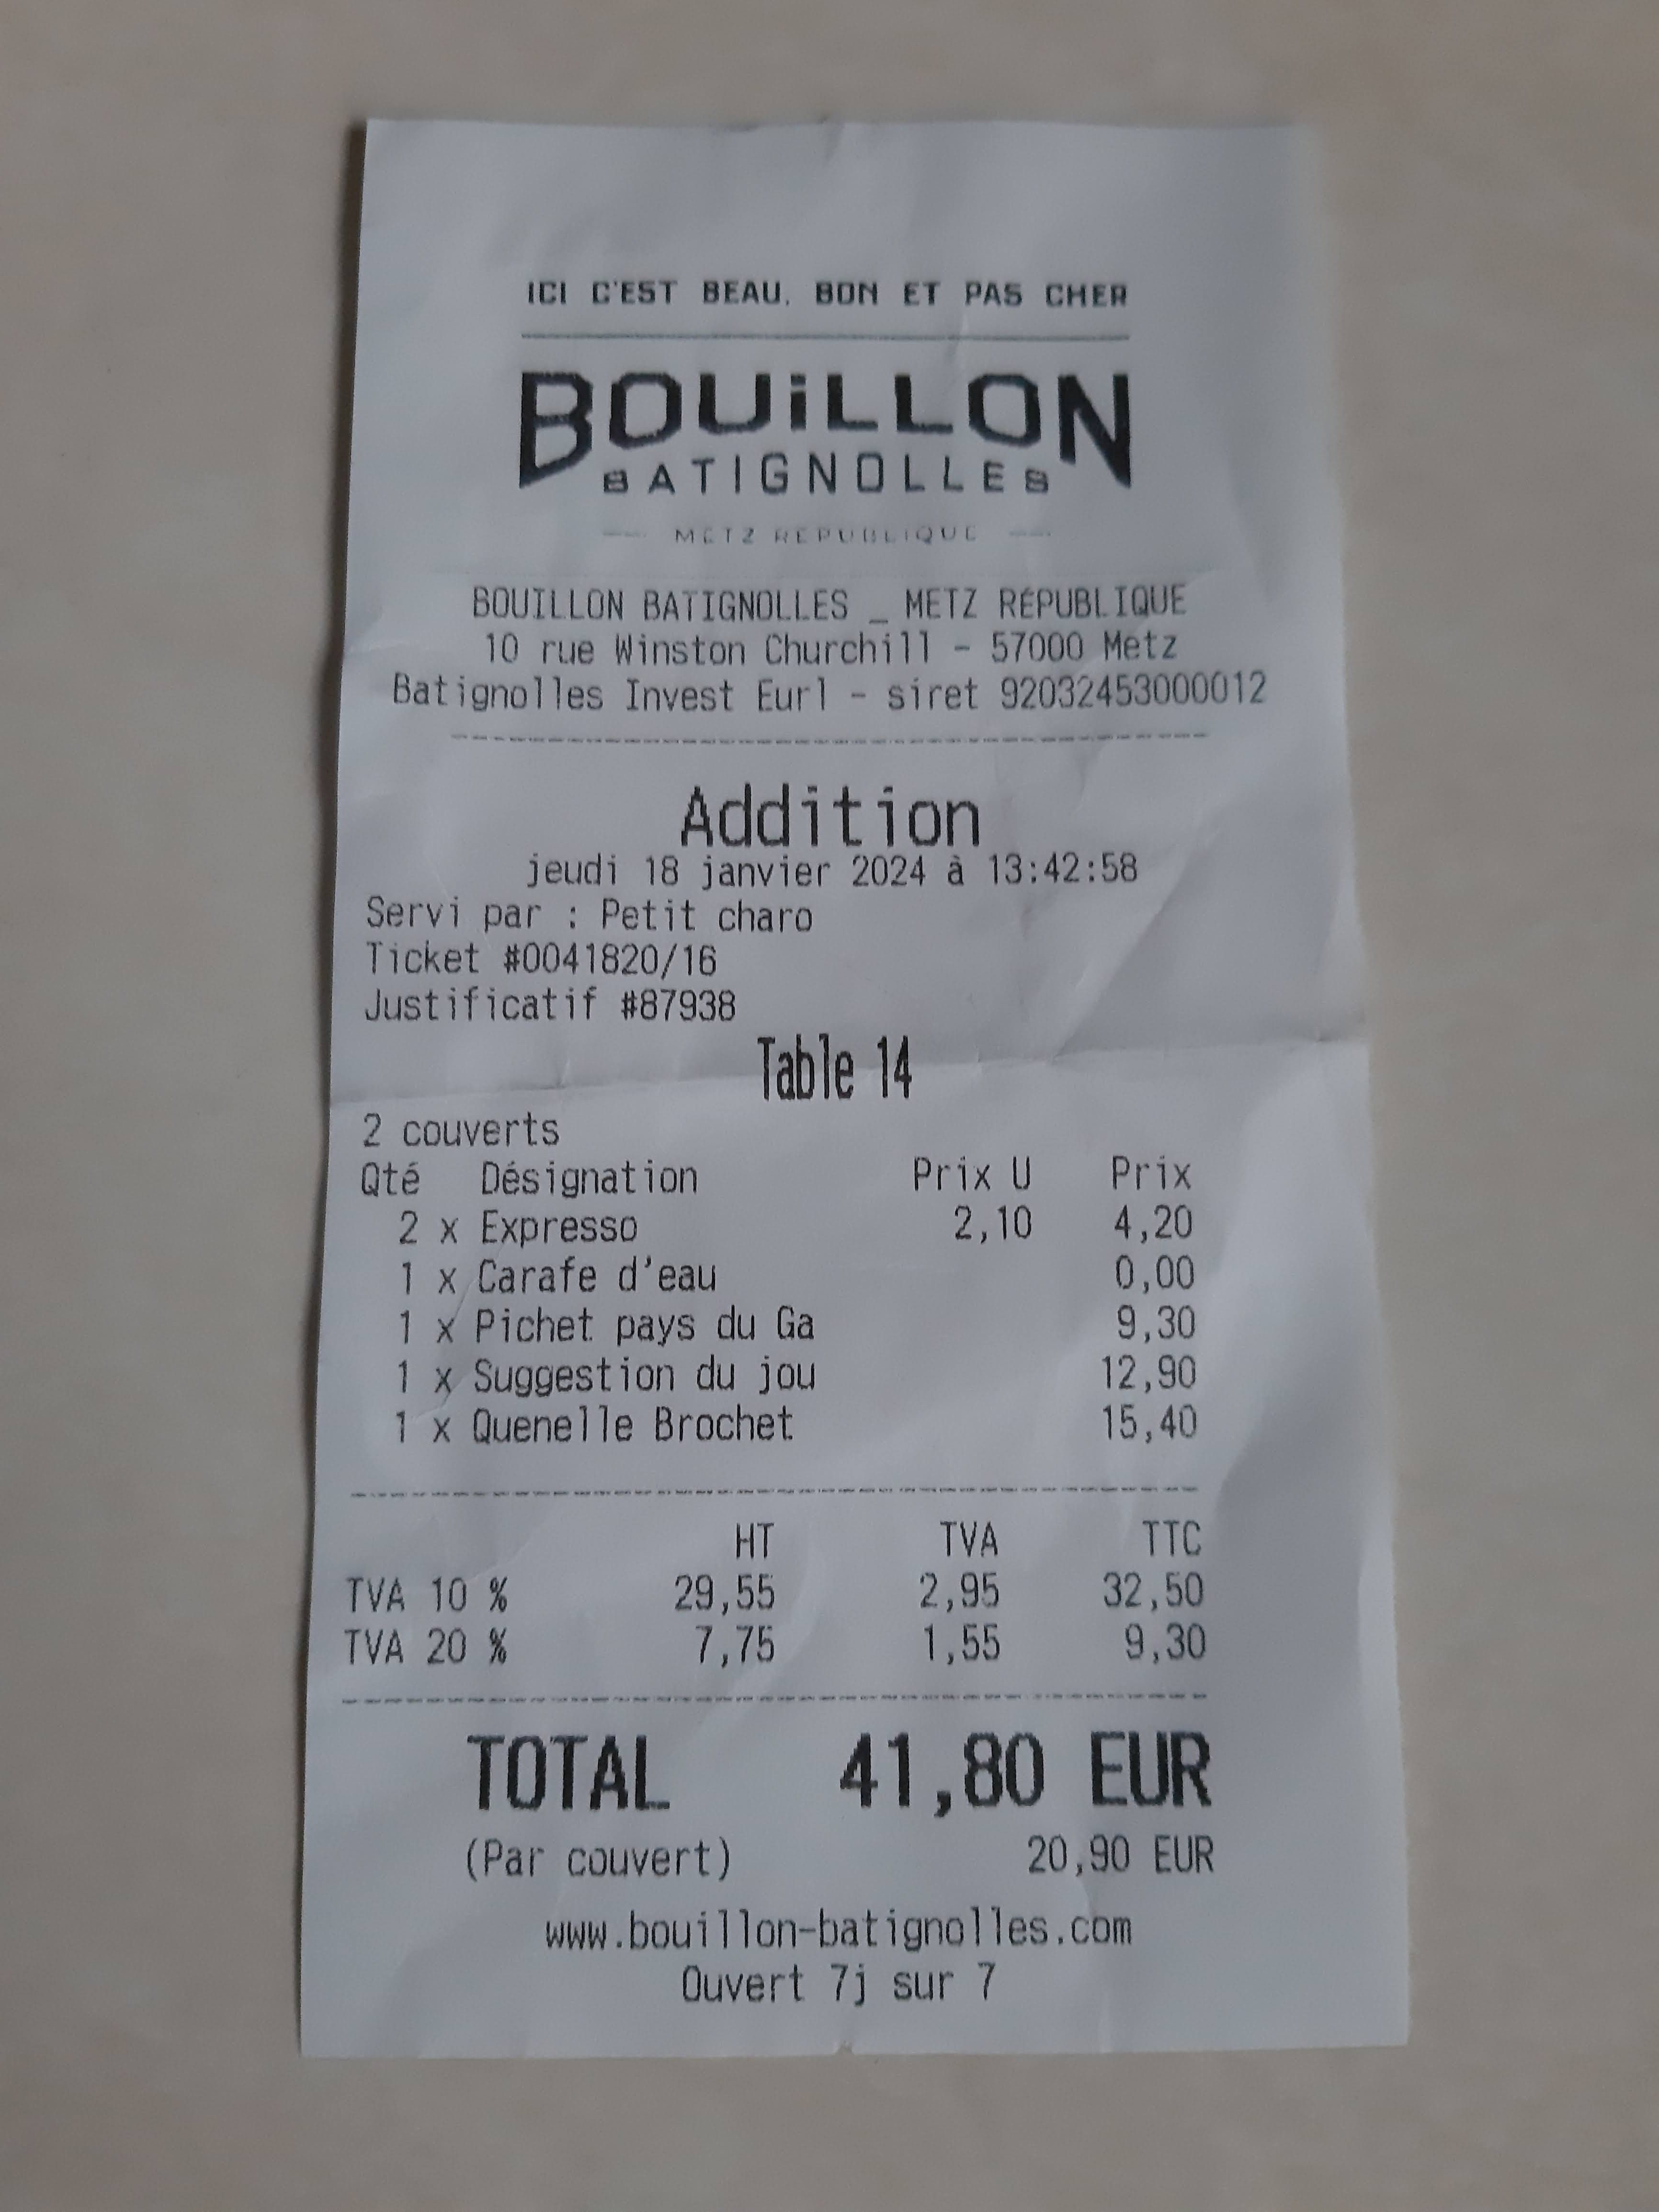 ICI C'EST BEAU, BON ET PAS CHER
BOUiLLON
BATIGNOLLES
METZ REPUBLIQUE
BOUILLON BATIGNOLLES _ METZ RÉPUBLIQUE
10 rue Winston Churchill - 57000 Metz
Batignolles Invest Eurl - siret 92032453000012
Addition
jeudi 18 janvier 2024 à 13:42:58
Servi par : Petit charo
Ticket #0041820/16
Justificatif #87938
Table 14
2 couverts
Qté Désignation Prix U Prix
2 x Expresso 2,10 4,20
1 x Carafe d'eau 0,00
1 x Pichet pays du Ga 9,30
1 x Suggestion du jou 12,90
1 x Quenelle Brochet 15,40
HT TVA TTC
TVA 10 % 29,55 2,95 32,50
TVA 20 % 7,75 1,55 9,30
TOTAL 41,80 EUR
(Par couvert) 20,90 EUR
www.bouillon-batignolles.com
Ouvert 7j sur 7